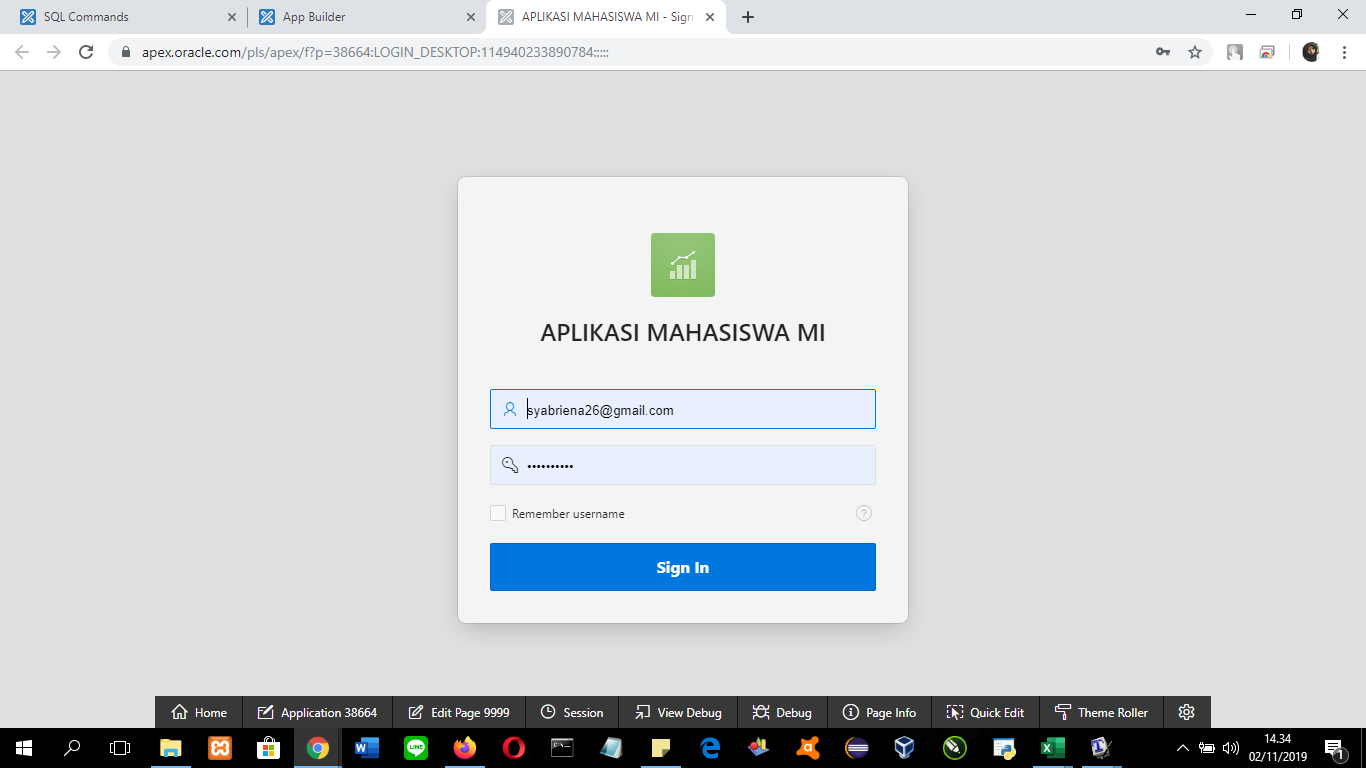 SQL Commands
App Builder
APLIKASI MAHASISWA MI - Sign
apex.oracle.com/pls/apex/f?p=38664:LOGIN_DESKTOP:114940233890784:::::
APLIKASI MAHASISWA MI
syabriena26@gmail.com
Remember username
?
Sign In
Home
Application 38664
Edit Page 9999
Session
View Debug
Debug
Page Info
Quick Edit
Theme Roller
14.34
02/11/2019
1